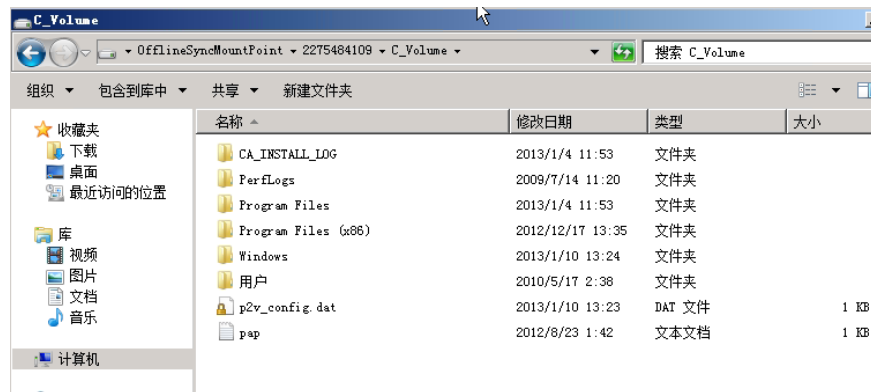 C_Volume
OfflineSyncMountPoint 2275484109 C_Volume 搜索 C_Volume
组织 包含到库中 共享 新建文件夹
收藏夹
下载
桌面
最近访问的位置
库
视频
图片
文档
音乐
计算机
名称 修改日期 类型 大小
CA_INSTALL_LOG 2013/1/4 11:53 文件夹
PerfLogs 2009/7/14 11:20 文件夹
Program Files 2013/1/4 11:53 文件夹
Program Files (x86) 2012/12/17 13:35 文件夹
Windows 2013/1/10 13:24 文件夹
用户 2010/5/17 2:38 文件夹
p2v_config.dat 2013/1/10 13:23 DAT 文件 1 KB
pap 2012/8/23 1:42 文本文档 1 KB